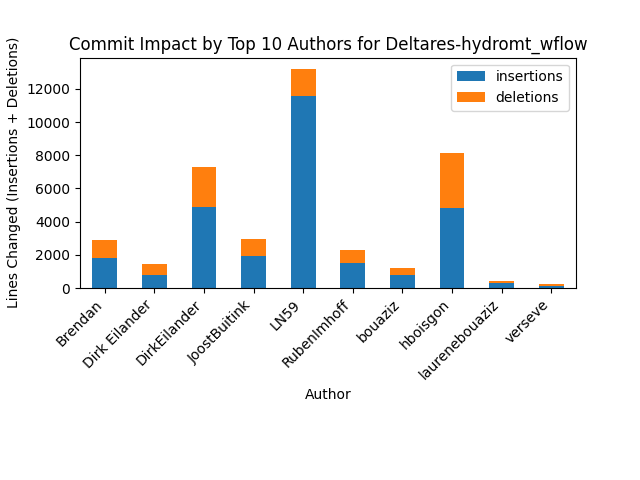 Commit Impact by Top 10 Authors for Deltares-hydromt_wflow
Lines Changed (Insertions + Deletions)
12000
10000
8000
6000
4000
2000
0
insertions
deletions
Brendan
Dirk Eilander
DirkEilander
JoostBuitink
LN59
RubenImhoff
bouaziz
hboisgon
laurenebouaziz
verseve
Author